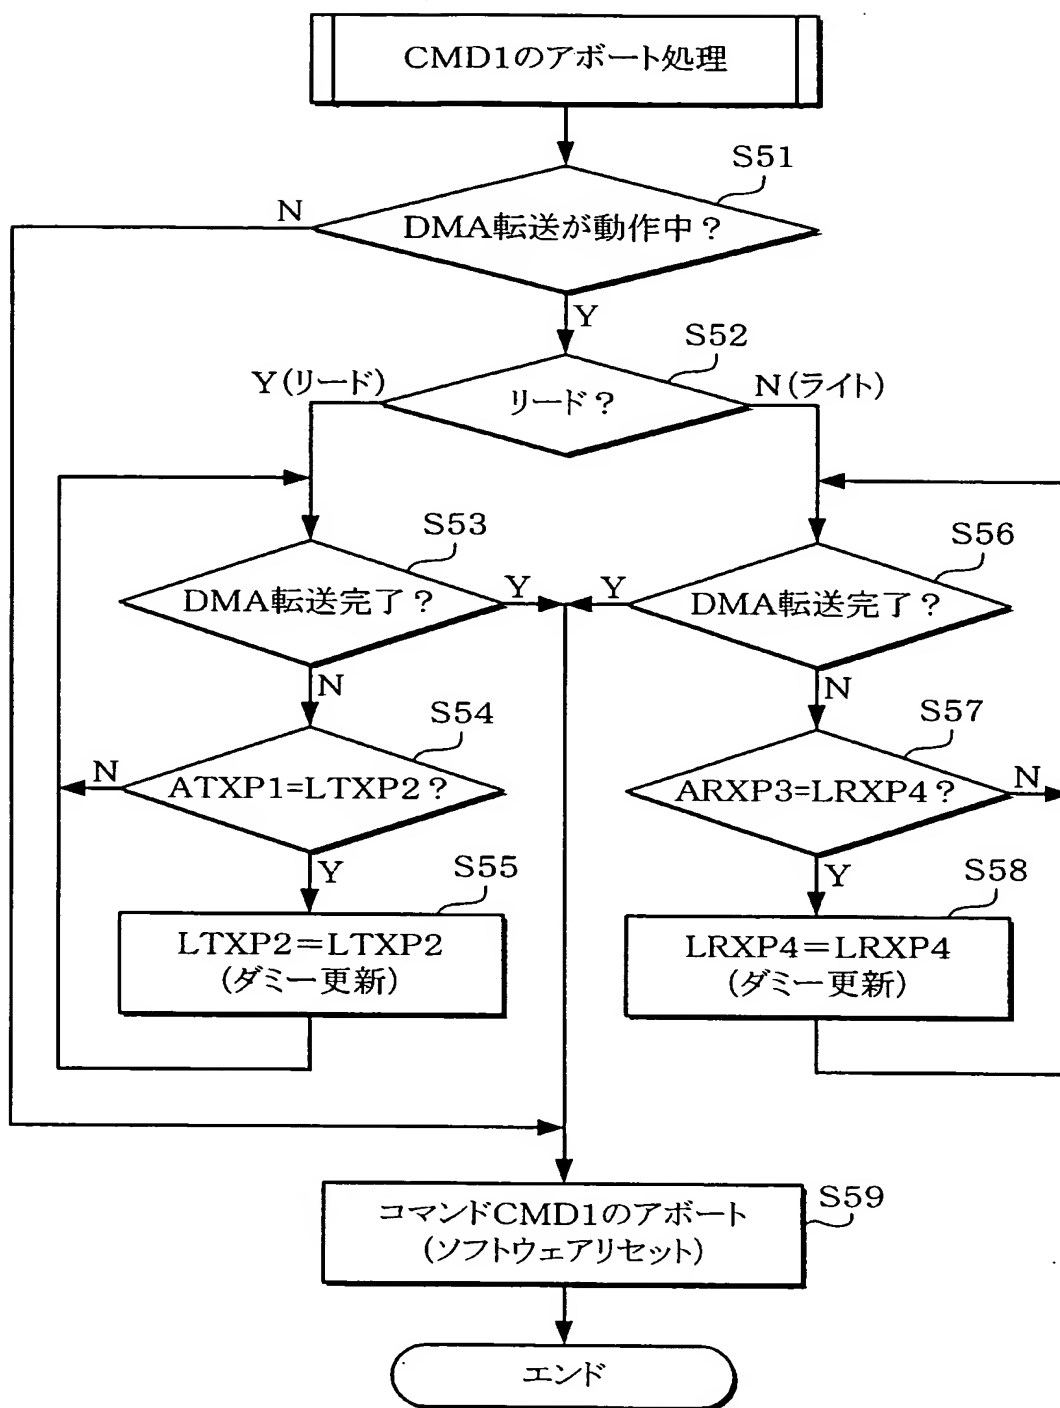 CMD1のアボート処理
S51
N
DMA転送が動作中?
Y
S52
Y(リード)
リード?
N(ライト)
S53
S56
DMA転送完了?
Y
Y
DMA転送完了?
N
N
S54
S57
N
ATXP1=LTXP2?
ARXP3=LRXP4?
N
Y
Y
S55
S58
LTXP2=LTXP2
(ダミー更新)
LRXP4=LRXP4
(ダミー更新)
S59
コマンドCMD1のアボート
(ソフトウェアリセット)
エンド